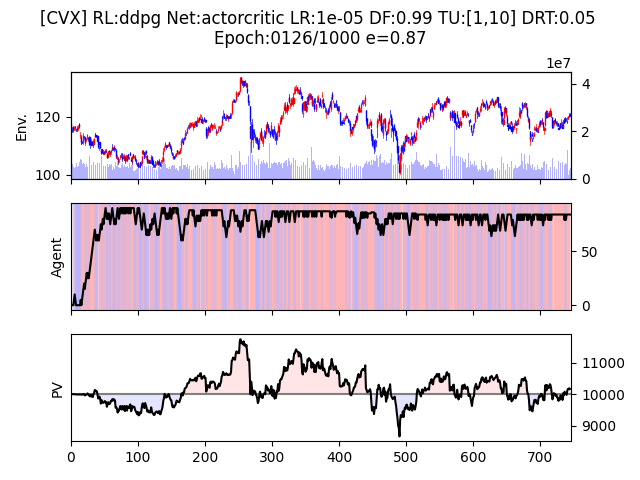 [CVX] RL:ddpg Net:actorcritic LR:1e-05 DF:0.99 TU:[1,10] DRT:0.05
Epoch:0126/1000 e=0.87
1e7
Env.
120
100
4
2
0
Agent
50
0
PV
11000
10000
9000
0 100 200 300 400 500 600 700